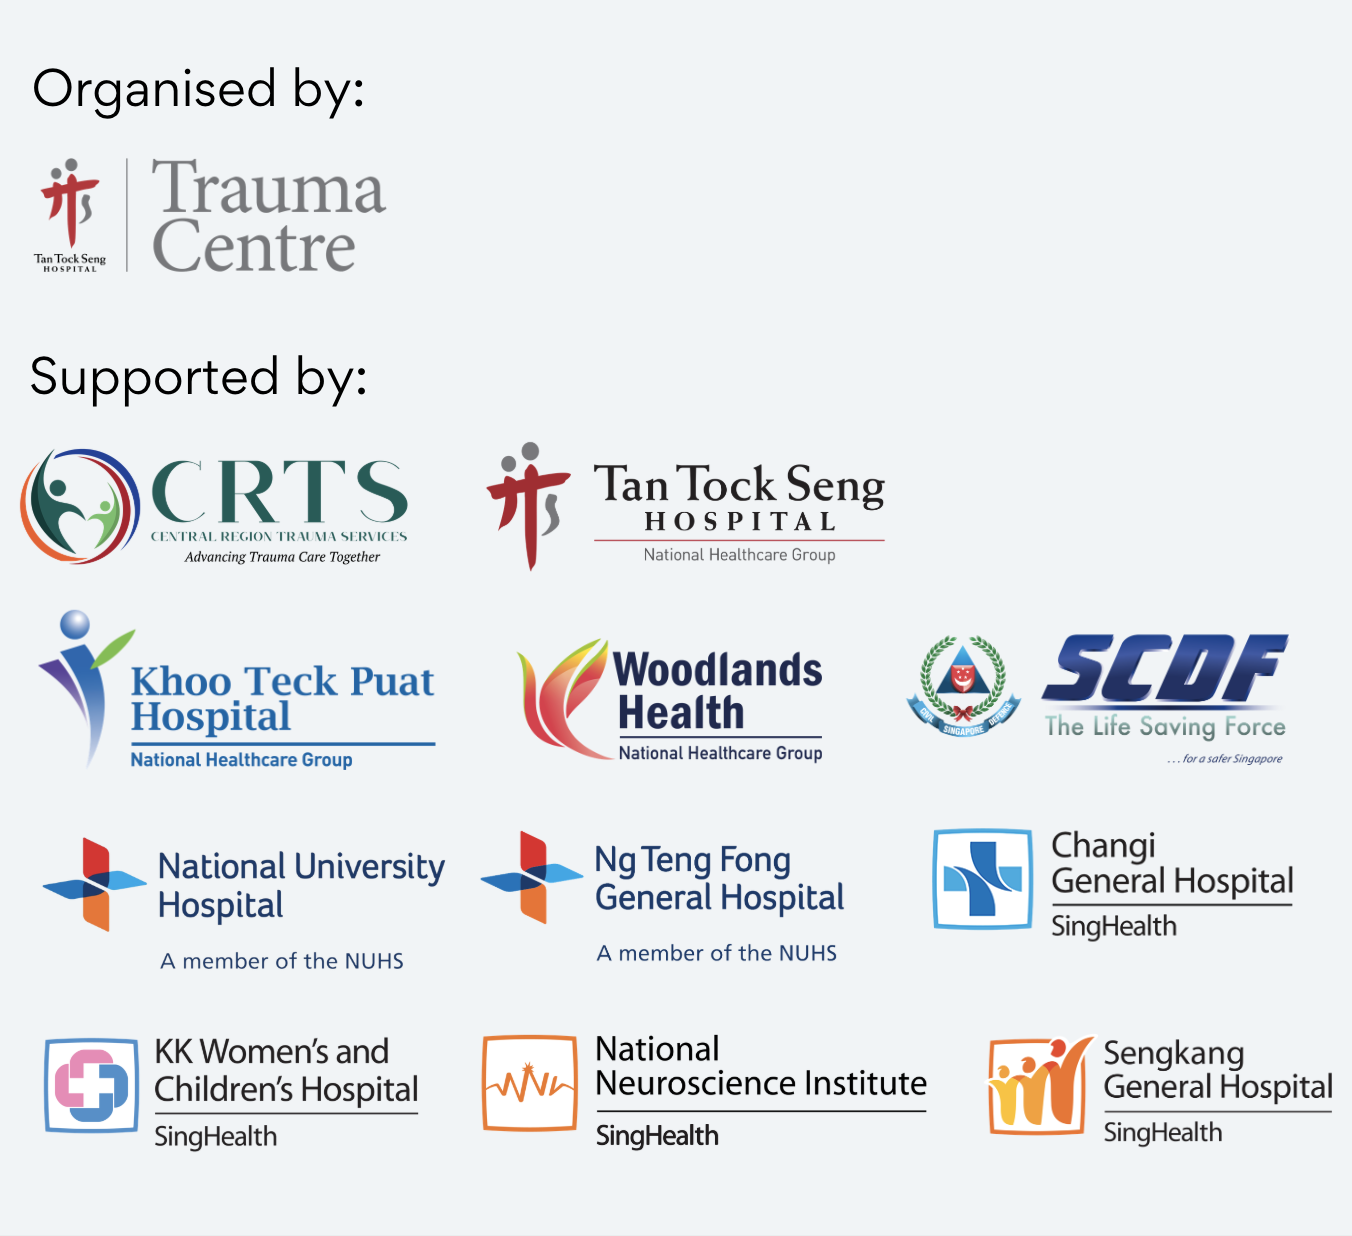 Organised by:
Tan Tock Seng
HOSPITAL
Trauma
Centre
Supported by:
CRTS
CENTRAL REGION TRAUMA SERVICES
Advancing Trauma Care Together
Tan Tock Seng
HOSPITAL
National Healthcare Group
Khoo Teck Puat
Hospital
National Healthcare Group
Woodlands
Health
National Healthcare Group
CIVIL SINGAPORE DEFENSE
SCDF
The Life Saving Force
...for a safer Singapore
National University
Hospital
A member of the NUHS
Ng Teng Fong
General Hospital
A member of the NUHS
Changi
General Hospital
SingHealth
KK Women's and
Children's Hospital
SingHealth
National
Neuroscience Institute
SingHealth
Sengkang
General Hospital
SingHealth